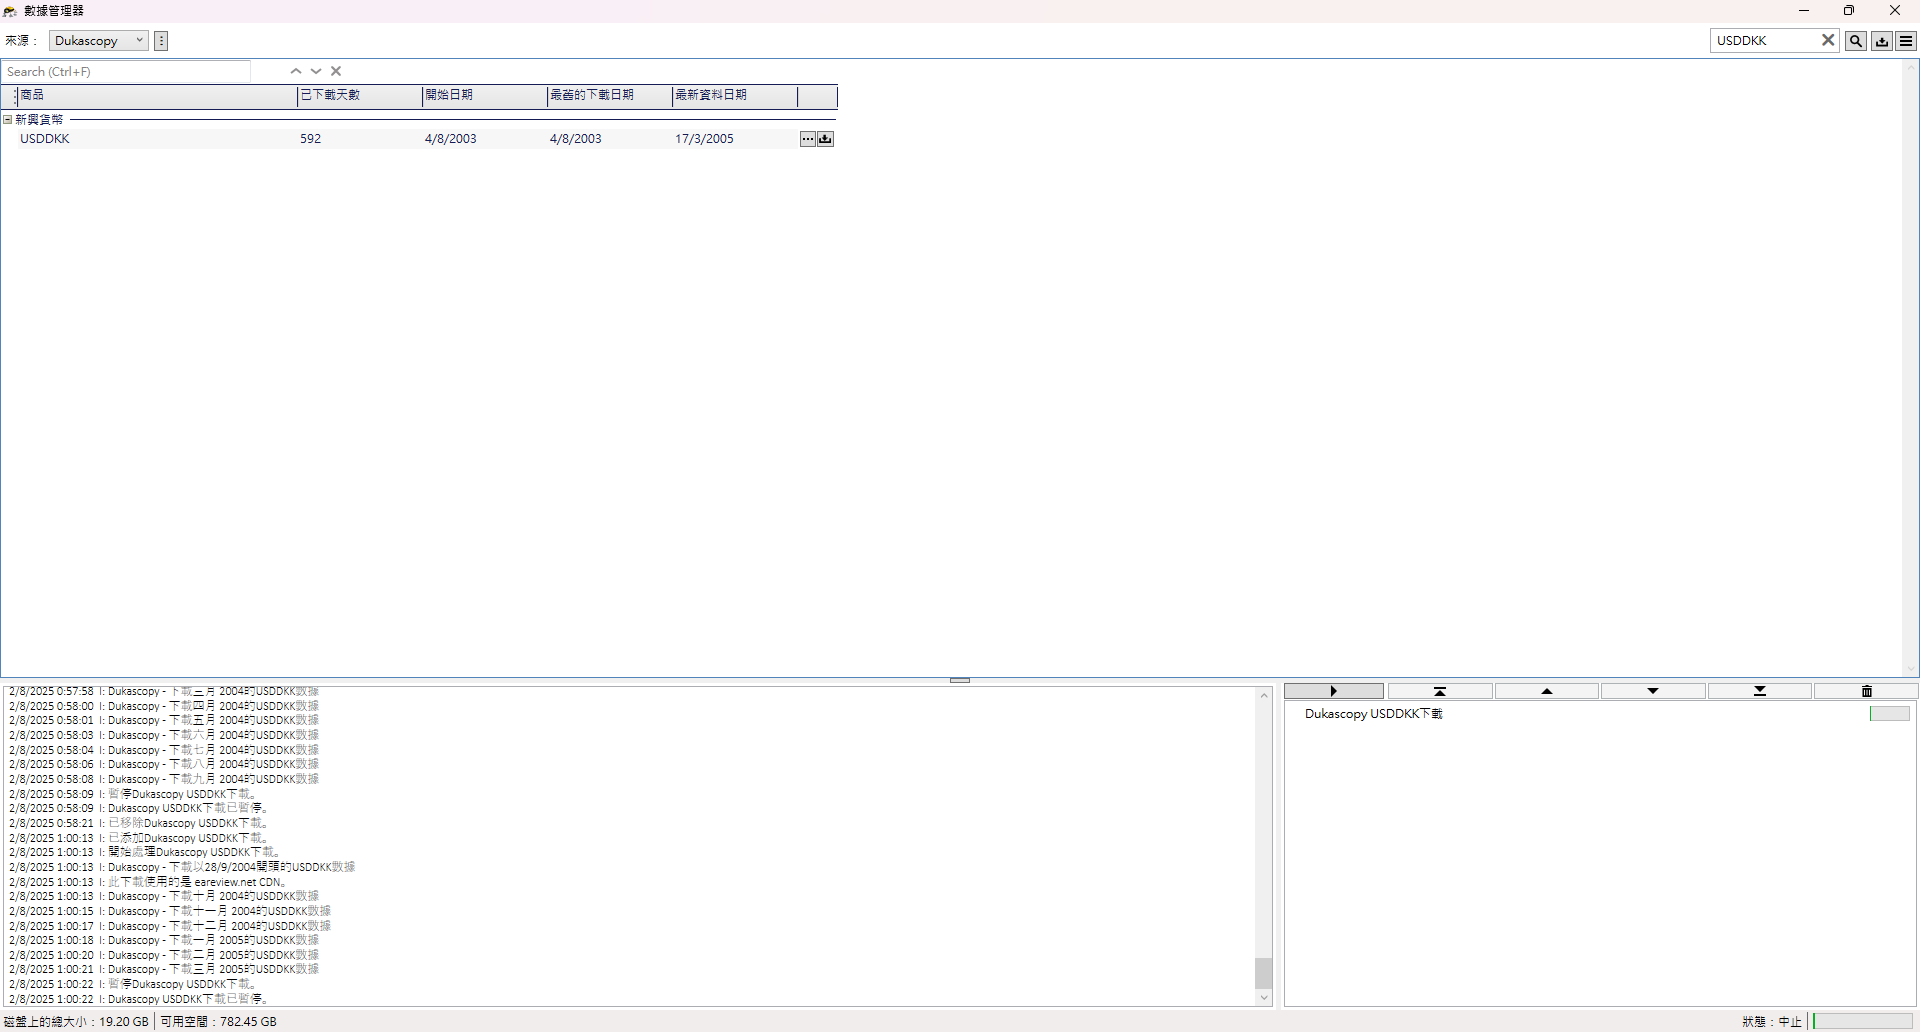 數據管理器
來源： Dukascopy USDDKK
Search (Ctrl+F)
商品 已下載天數 開始日期 最舊的下載日期 最新資料日期
新興貨幣
USDDKK 592 4/8/2003 4/8/2003 17/3/2005
2/8/2025 0:57:58 I: Dukascopy - 下載三月 2004的USDDKK数據
2/8/2025 0:58:00 I: Dukascopy - 下載四月 2004的USDDKK数據
2/8/2025 0:58:01 I: Dukascopy - 下載五月 2004的USDDKK数據
2/8/2025 0:58:03 I: Dukascopy - 下載六月 2004的USDDKK数據
2/8/2025 0:58:04 I: Dukascopy - 下載七月 2004的USDDKK数據
2/8/2025 0:58:06 I: Dukascopy - 下載八月 2004的USDDKK数據
2/8/2025 0:58:08 I: Dukascopy - 下載九月 2004的USDDKK数據
2/8/2025 0:58:09 I: 暫停Dukascopy USDDKK下載。
2/8/2025 0:58:09 I: Dukascopy USDDKK下載已暫停。
2/8/2025 0:58:21 I: 已移除Dukascopy USDDKK下載。
2/8/2025 1:00:13 I: 已添加Dukascopy USDDKK下載。
2/8/2025 1:00:13 I: 開始處理Dukascopy USDDKK下載。
2/8/2025 1:00:13 I: Dukascopy - 下載以28/9/2004開頭的USDDKK数據
2/8/2025 1:00:13 I: 此下載使用的是 eareview.net CDN。
2/8/2025 1:00:13 I: Dukascopy - 下載十月 2004的USDDKK数據
2/8/2025 1:00:15 I: Dukascopy - 下載十一月 2004的USDDKK数據
2/8/2025 1:00:17 I: Dukascopy - 下載十二月 2004的USDDKK数據
2/8/2025 1:00:18 I: Dukascopy - 下載一月 2005的USDDKK数據
2/8/2025 1:00:20 I: Dukascopy - 下載二月 2005的USDDKK数據
2/8/2025 1:00:21 I: Dukascopy - 下載三月 2005的USDDKK数據
2/8/2025 1:00:22 I: 暫停Dukascopy USDDKK下載。
2/8/2025 1:00:22 I: Dukascopy USDDKK下載已暫停。
Dukascopy USDDKK下載
磁盤上的總大小：19.20 GB 可用空間：782.45 GB 狀態：中止